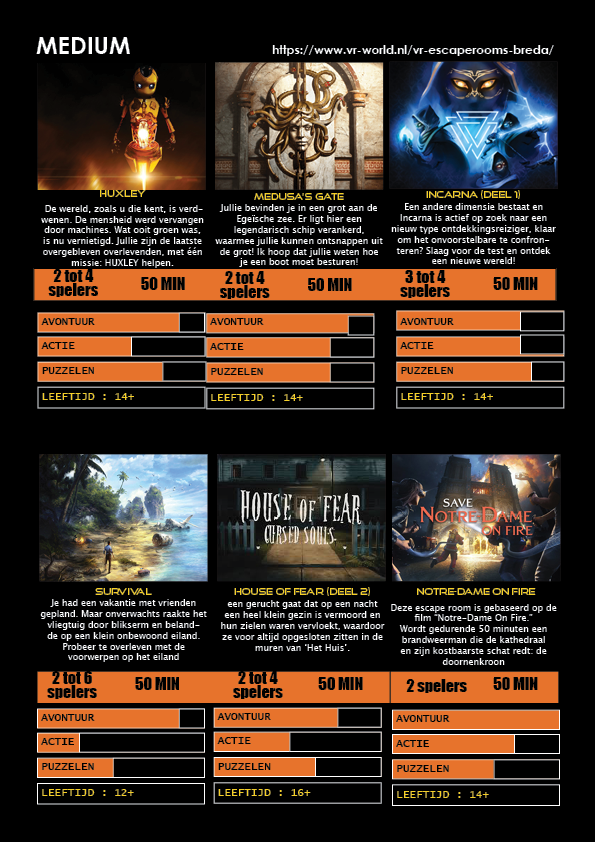 MEDIUM
https://www.vr-world.nl/vr-escaperooms-breda/
HUXLEY
De wereld, zoals u die kent, is verd-
wenen. De mensheid werd vervangen
door machines. Wat ooit groen was,
is nu vernietigd. Jullie zijn de laatste
overgebleven overlevenden, met één
missie: HUXLEY helpen.
2 tot 4
spelers
50 MIN
AVONTUUR
ACTIE
PUZZELEN
LEEFTIJD : 14+
MEDUSA'S GATE
Jullie bevinden je in een grot aan de
Egeïsche zee. Er ligt hier een
legendarisch schip verankerd,
waarmee jullie kunnen ontsnappen uit
de grot! Ik hoop dat jullie weten hoe
je een boot moet besturen!
2 tot 4
spelers
50 MIN
AVONTUUR
ACTIE
PUZZELEN
LEEFTIJD : 14+
INCARNA (DEEL 1)
Een andere dimensie bestaat en
Incarna is actief op zoek naar een
nieuw type ontdekkingsreiziger, klaar
om het onvoorstelbare te confron-
teren? Slaag voor de test en ontdek
een nieuwe wereld!
3 tot 4
spelers
50 MIN
AVONTUUR
ACTIE
PUZZELEN
LEEFTIJD : 14+
SURVIVAL
Je had een vakantie met vrienden
gepland. Maar onverwachts raakte het
vliegtuig door blikserm en beland-
de op een klein onbewoond eiland.
Probeer te overleven met de
voorwerpen op het eiland
2 tot 6
spelers
50 MIN
AVONTUUR
ACTIE
PUZZELEN
LEEFTIJD : 12+
HOUSE OF FEAR
CURSED SOULS
HOUSE OF FEAR (DEEL 2)
een gerucht gaat dat op een nacht
een heel klein gezin is vermoord en
hun zielen waren vervloekt, waardoor
ze voor altijd opgesloten zitten in de
muren van 'Het Huis'.
2 tot 4
spelers
50 MIN
AVONTUUR
ACTIE
PUZZELEN
LEEFTIJD : 16+
SAVE
NOTRE-DAME
ON FIRE
NOTRE-DAME ON FIRE
Deze escape room is gebaseerd op de
film "Notre-Dame on Fire."
Wordt gedurende 50 minuten een
brandweerman die de kathedraal
en zijn kostbaarste schat redt: de
doornenkroon
2 spelers
50 MIN
AVONTUUR
ACTIE
PUZZELEN
LEEFTIJD : 14+